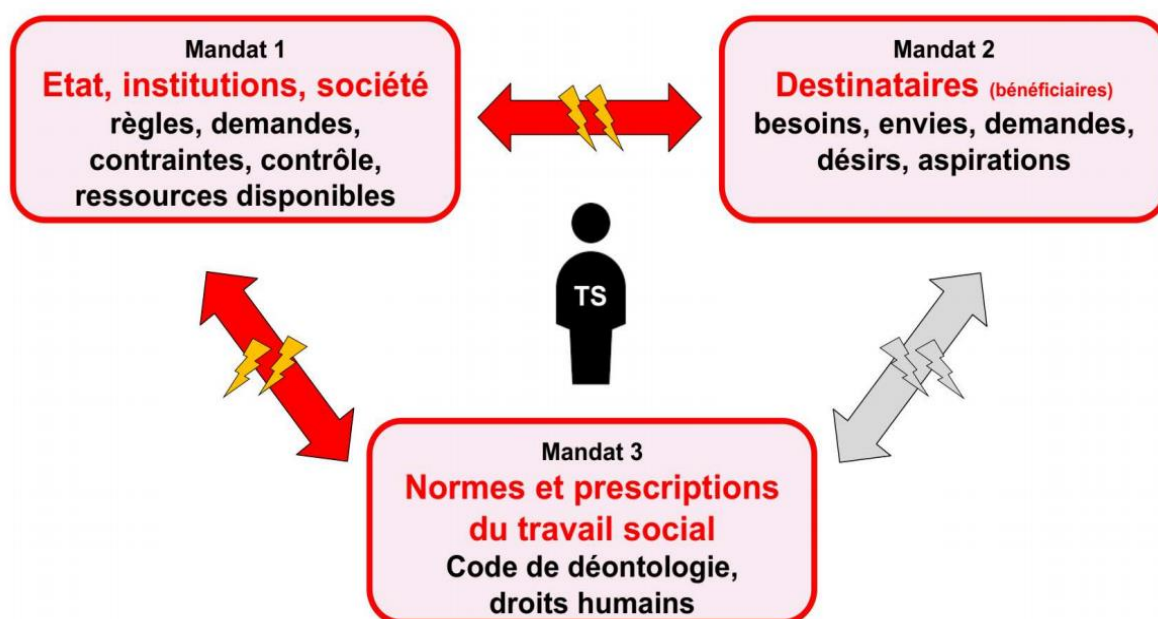 Mandat 1
Etat, institutions, société
règles, demandes,
contraintes, contrôle,
ressources disponibles
Mandat 2
Destinataires (bénéficiaires)
besoins, envies, demandes,
désirs, aspirations
TS
Mandat 3
Normes et prescriptions
du travail social
Code de déontologie,
droits humains